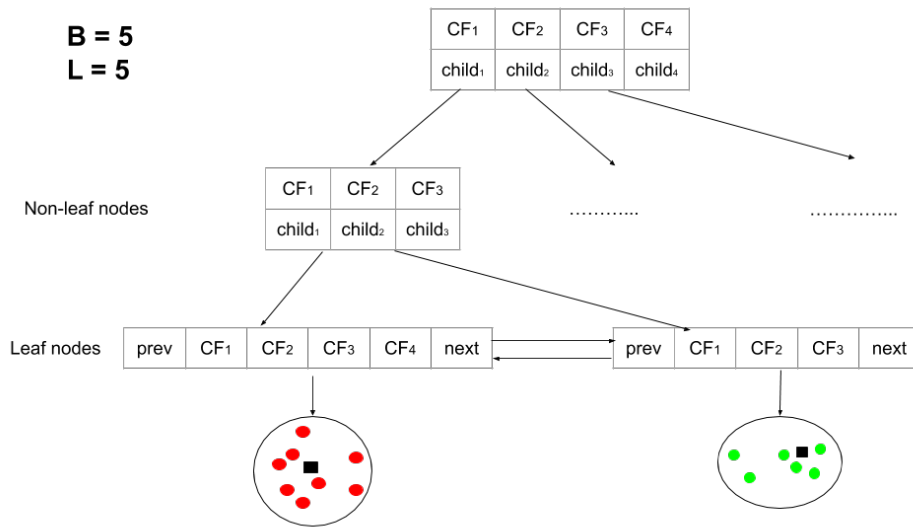 B = 5
L = 5
CF1 CF2 CF3 CF4
child1 child2 child3 child4
Non-leaf nodes
CF1 CF2 CF3
child1 child2 child3
...........
...............
Leaf nodes
prev CF1 CF2 CF3 CF4 next
prev CF1 CF2 CF3 next